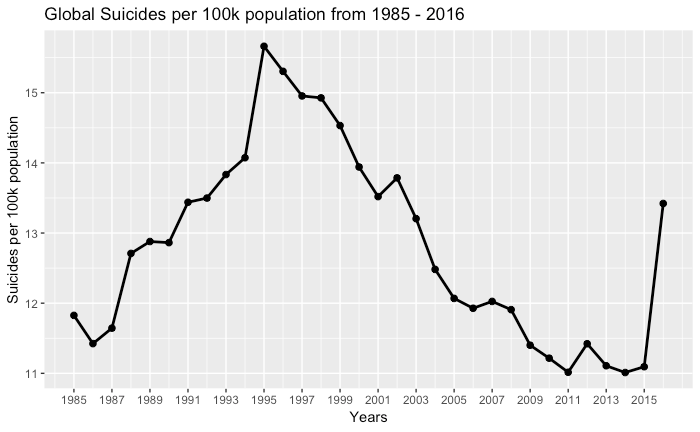 Global Suicides per 100k population from 1985 - 2016
Suicides per 100k population
15
14
13
12
11
1985 1987 1989 1991 1993 1995 1997 1999 2001 2003 2005 2007 2009 2011 2013 2015
Years